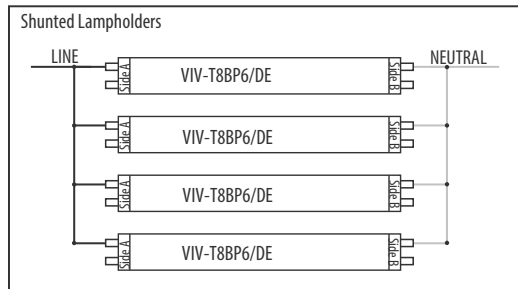 Shunted Lampholders
LINE
NEUTRAL
Side A
VIV-T8BP6/DE
Side B
Side A
VIV-T8BP6/DE
Side B
Side A
VIV-T8BP6/DE
Side B
Side A
VIV-T8BP6/DE
Side B